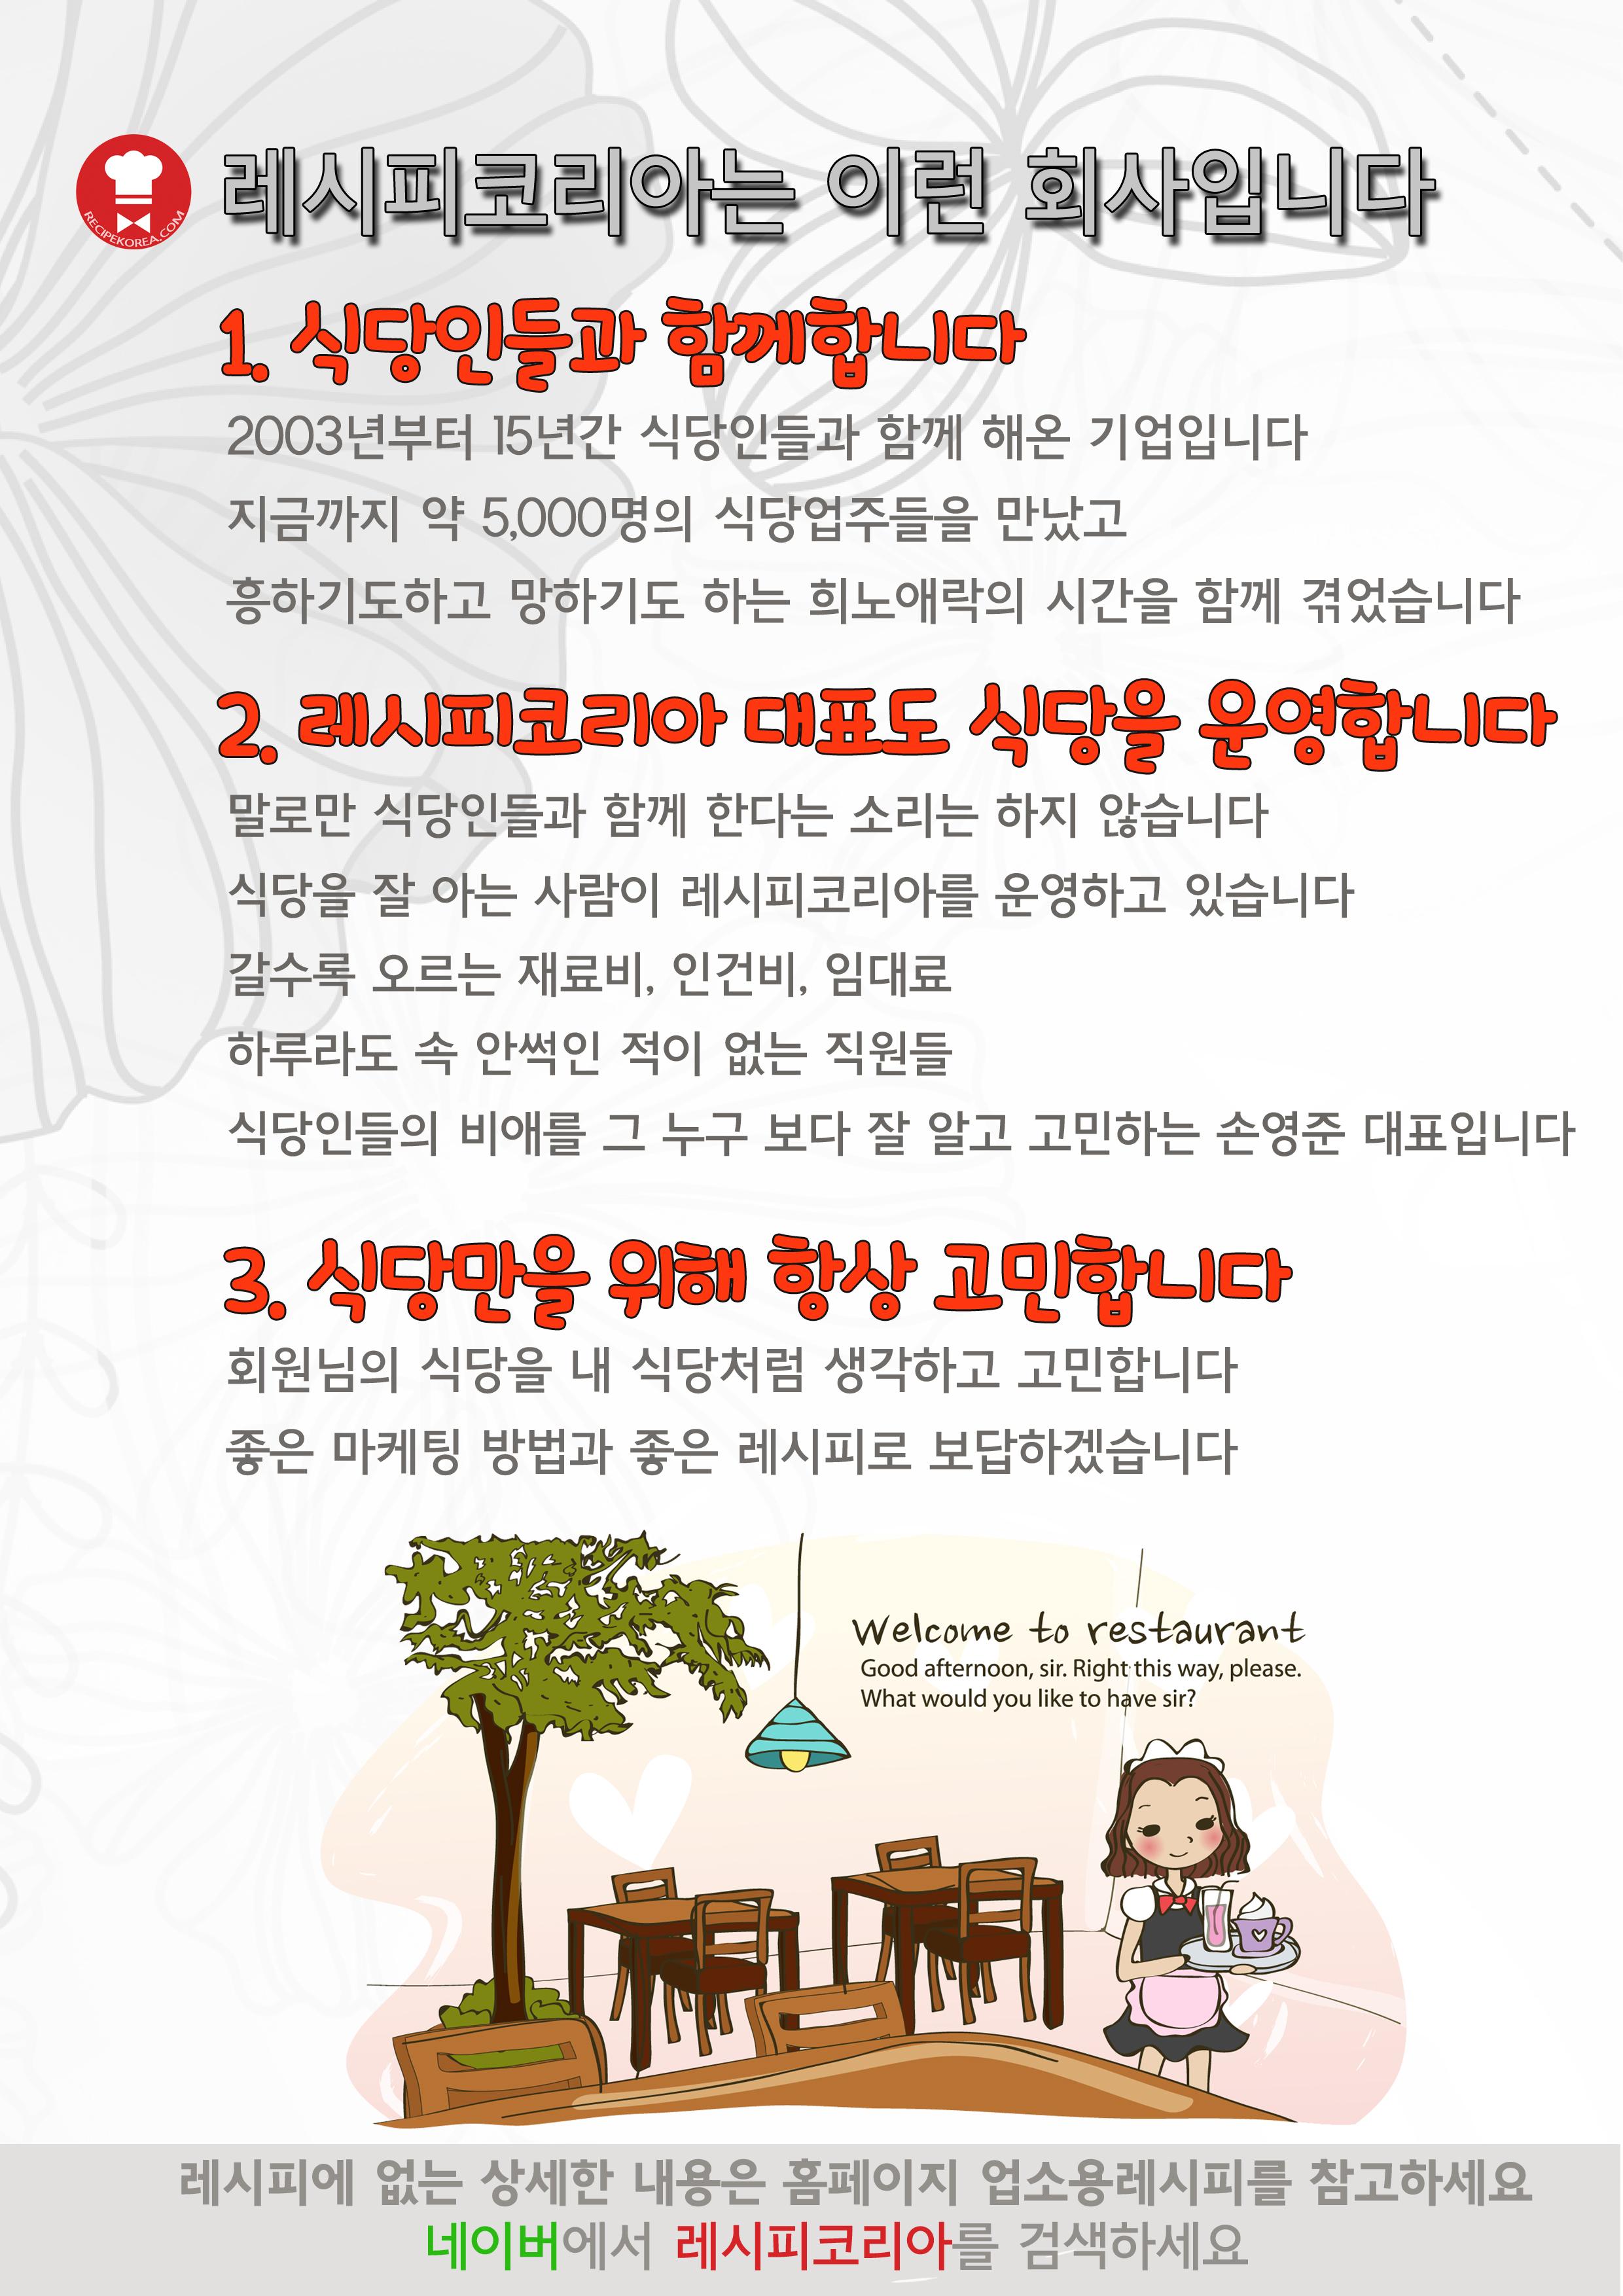 RECIPEKOREA.COM
레시피코리아는 이런 회사입니다
1. 식당인들과 함께합니다
2003년부터 15년간 식당인들과 함께 해온 기업입니다
지금까지 약 5,000명의 식당업주들을 만났고
흥하기도하고 망하기도 하는 희노애락의 시간을 함께 겪었습니다
2. 레시피코리아 대표도 식당을 운영합니다
말로만 식당인들과 함께 한다는 소리는 하지 않습니다
식당을 잘 아는 사람이 레시피코리아를 운영하고 있습니다
갈수록 오르는 재료비, 인건비, 임대료
하루라도 속 안썩인 적이 없는 직원들
식당인들의 비애를 그 누구 보다 잘 알고 고민하는 손영준 대표입니다
3. 식당만을 위해 항상 고민합니다
회원님의 식당을 내 식당처럼 생각하고 고민합니다
좋은 마케팅 방법과 좋은 레시피로 보답하겠습니다
Welcome to restaurant
Good afternoon, sir. Right this way, please.
What would you like to have sir?
레시피에 없는 상세한 내용은 홈페이지 업소용레시피를 참고하세요
네이버에서 레시피코리아를 검색하세요